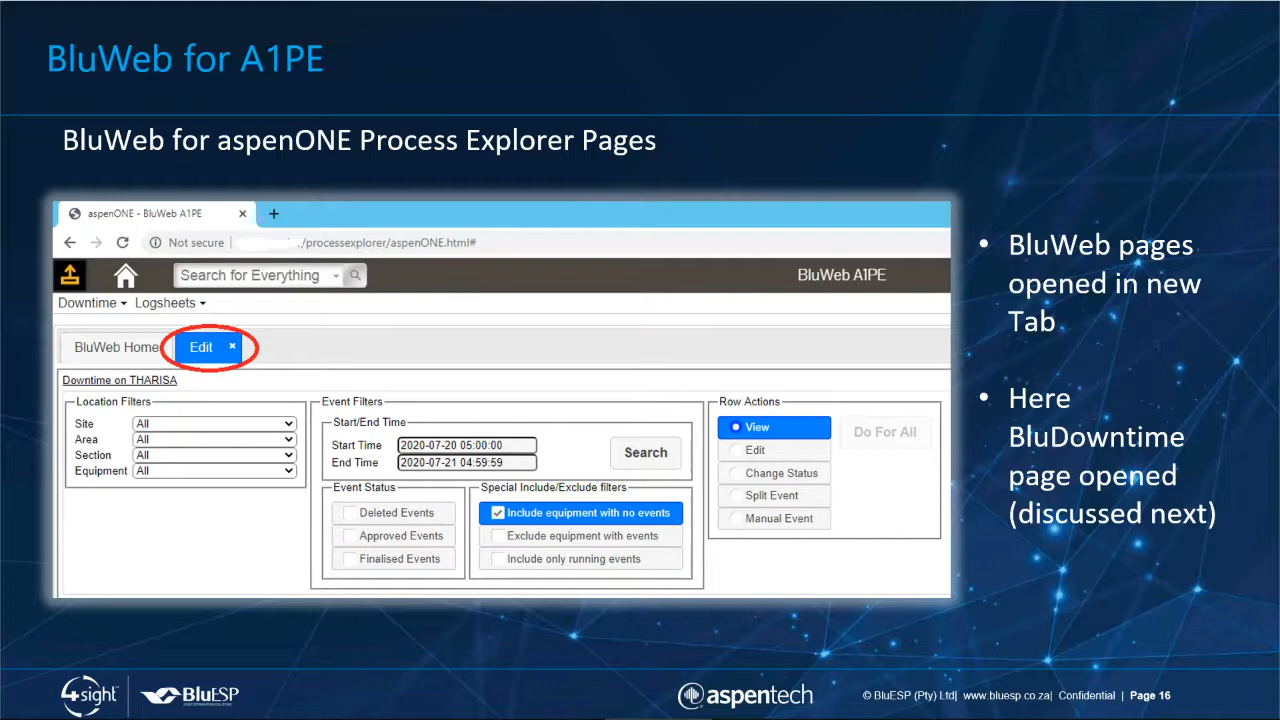 BluWeb for A1PE
BluWeb for aspenONE Process Explorer Pages
aspenONE - BluWeb A1PE
Not secure
./processexplorer/aspenONE.html#
Search for Everything
BluWeb A1PE
Downtime
Logsheets
BluWeb Home
Edit
Downtime on THARISA
Location Filters
Site All
Area All
Section All
Equipment All
Event Filters
Start/End Time
Start Time 2020-07-20 05:00:00
End Time 2020-07-21 04:59:59
Search
Event Status
Deleted Events
Approved Events
Finalised Events
Special Include/Exclude filters
Include equipment with no events
Exclude equipment with events
Include only running events
Row Actions
View
Edit
Change Status
Split Event
Manual Event
Do For All
• BluWeb pages
opened in new
Tab
• Here
BluDowntime
page opened
(discussed next)
4sight
BluESP
aspentech
© BluESP (Pty) Ltd| www.bluesp.co.za| Confidential | Page 16